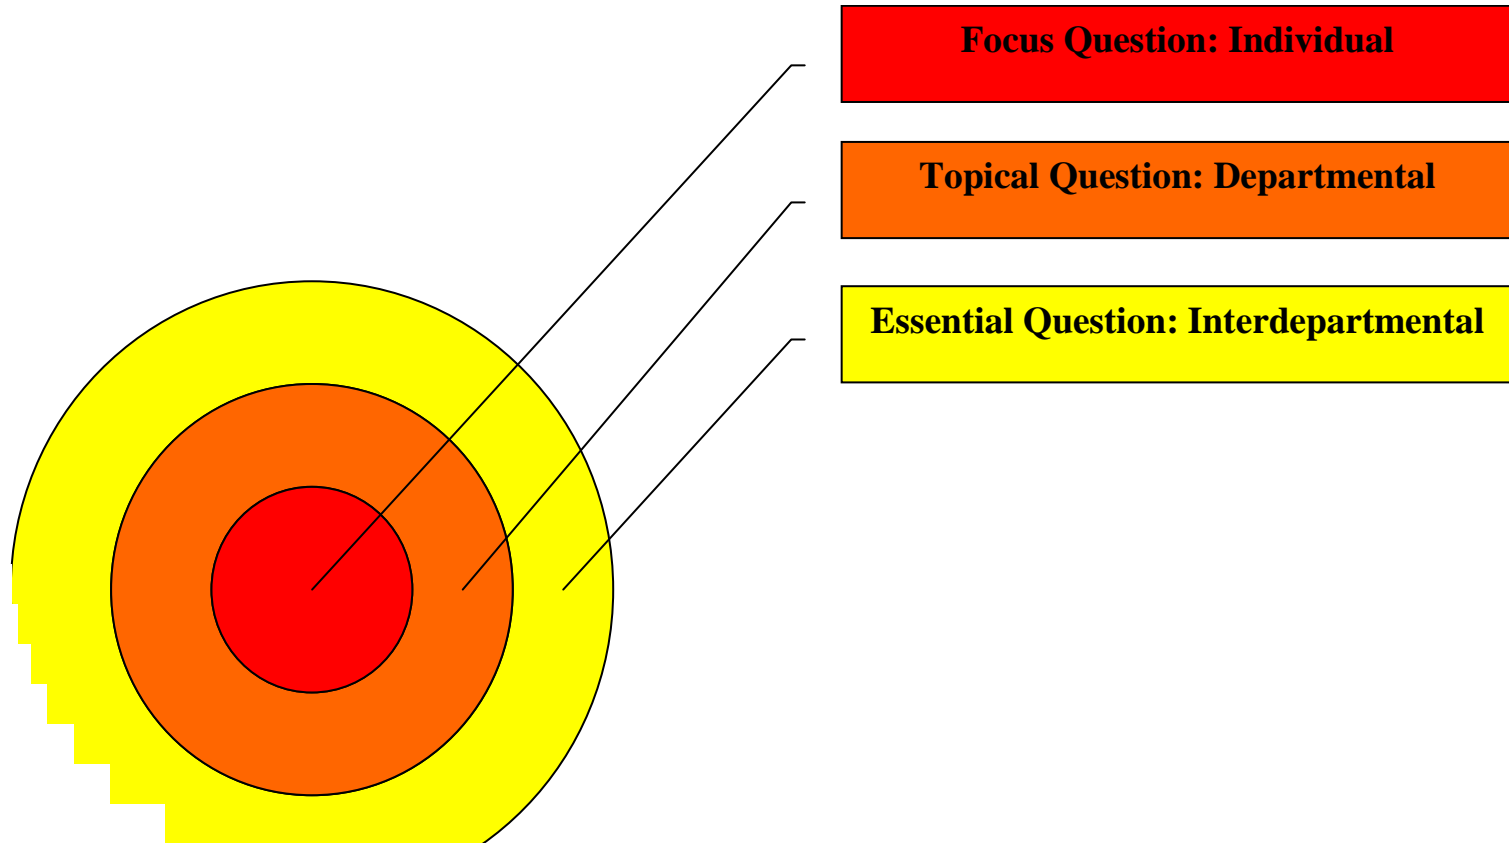 Focus Question: Individual
Topical Question: Departmental
Essential Question: Interdepartmental